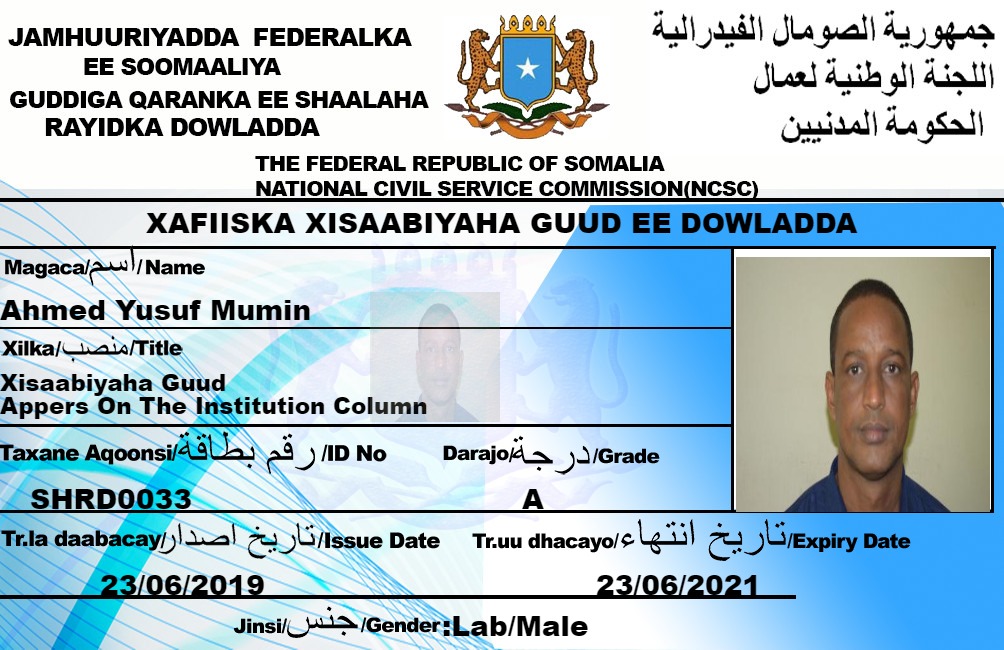 JAMHUURIYADDA FEDERALKA
EE SOOMAALIYA
GUDDIGA QARANKA EE SHAALAHA
RAYIDKA DOWLADDA
جمهورية الصومال الفيدرالية
اللجنة الوطنية لعمال
الحكومة المدنيين
THE FEDERAL REPUBLIC OF SOMALIA
NATIONAL CIVIL SERVICE COMMISSION(NCSC)
XAFIISKA XISAABIYAHA GUUD EE DOWLADDA
Magaca/اسم/Name
Ahmed Yusuf Mumin
Xilka/منصب/Title
Xisaabiyaha Guud
Appers On The Institution Column
Taxane Aqoonsi/رقم بطاقة/ID No Darajo/درجة/Grade
SHRD0033 A
Tr.la daabacay/تاريخ اصدار/Issue Date Tr.uu dhacayo/تاريخ انتهاء/Expiry Date
23/06/2019 23/06/2021
Jinsi/جنس/Gender:Lab/Male